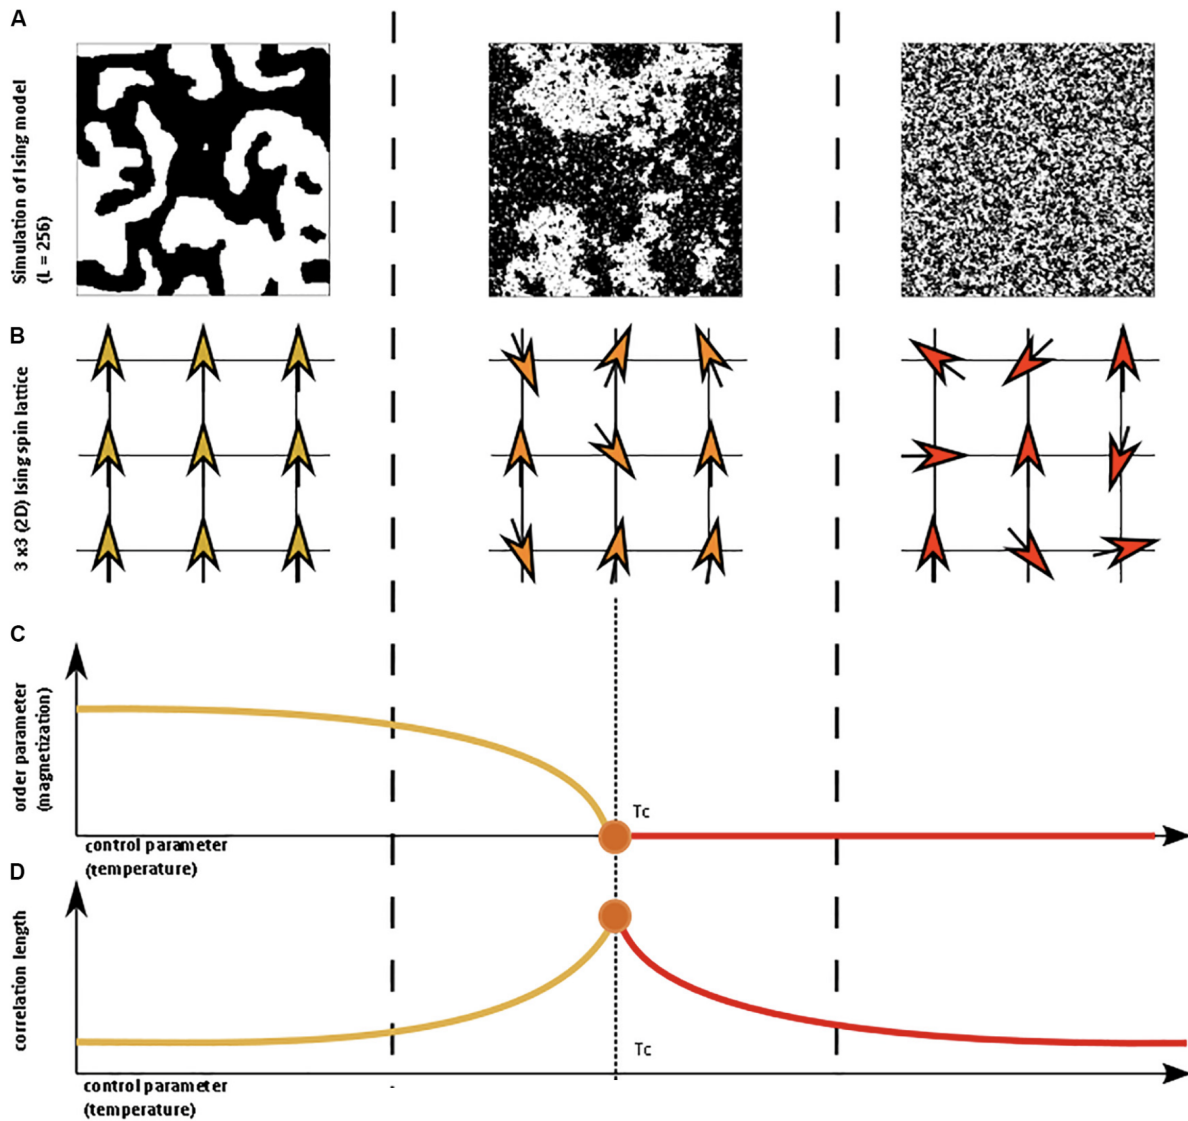 A
Simulation of Ising model
(L = 256)
B
3 x3 (2D) Ising spin lattice
C
order parameter
(magnetization)
Tc
control parameter
(temperature)
D
correlation length
Tc
control parameter
(temperature)